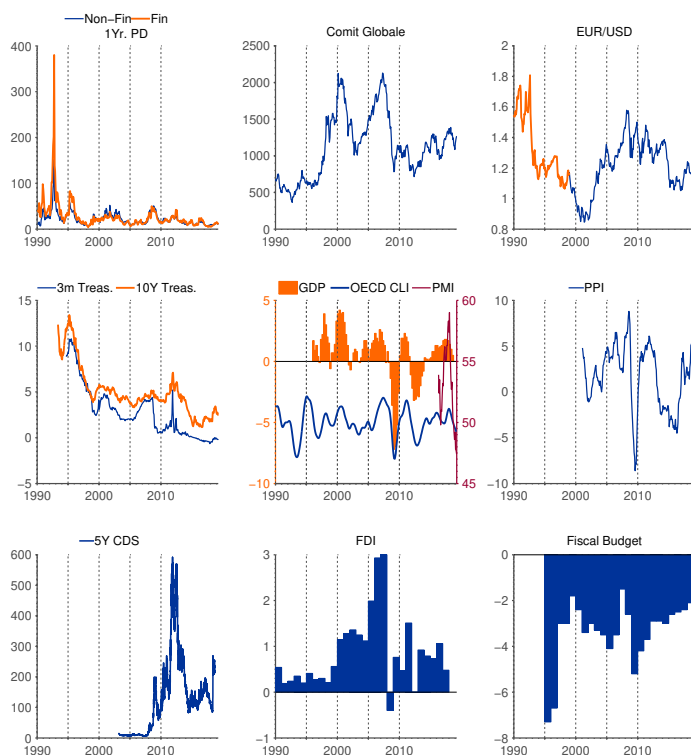 Non−Fin Fin
1Yr. PD
400
300
200
100
0
1990 2000 2010
Comit Globale
2500
2000
1500
1000
500
0
1990 2000 2010
EUR/USD
2
1.8
1.6
1.4
1.2
1
0.8
1990 2000 2010
3m Treas. 10Y Treas.
15
10
5
0
−5
1990 2000 2010
GDP OECD CLI PMI
5 60
0 55
−5 50
−10 45
1990 2000 2010
PPI
10
5
0
−5
−10
1990 2000 2010
5Y CDS
600
500
400
300
200
100
0
1990 2000 2010
FDI
3
2
1
0
−1
1990 2000 2010
Fiscal Budget
0
−2
−4
−6
−8
1990 2000 2010